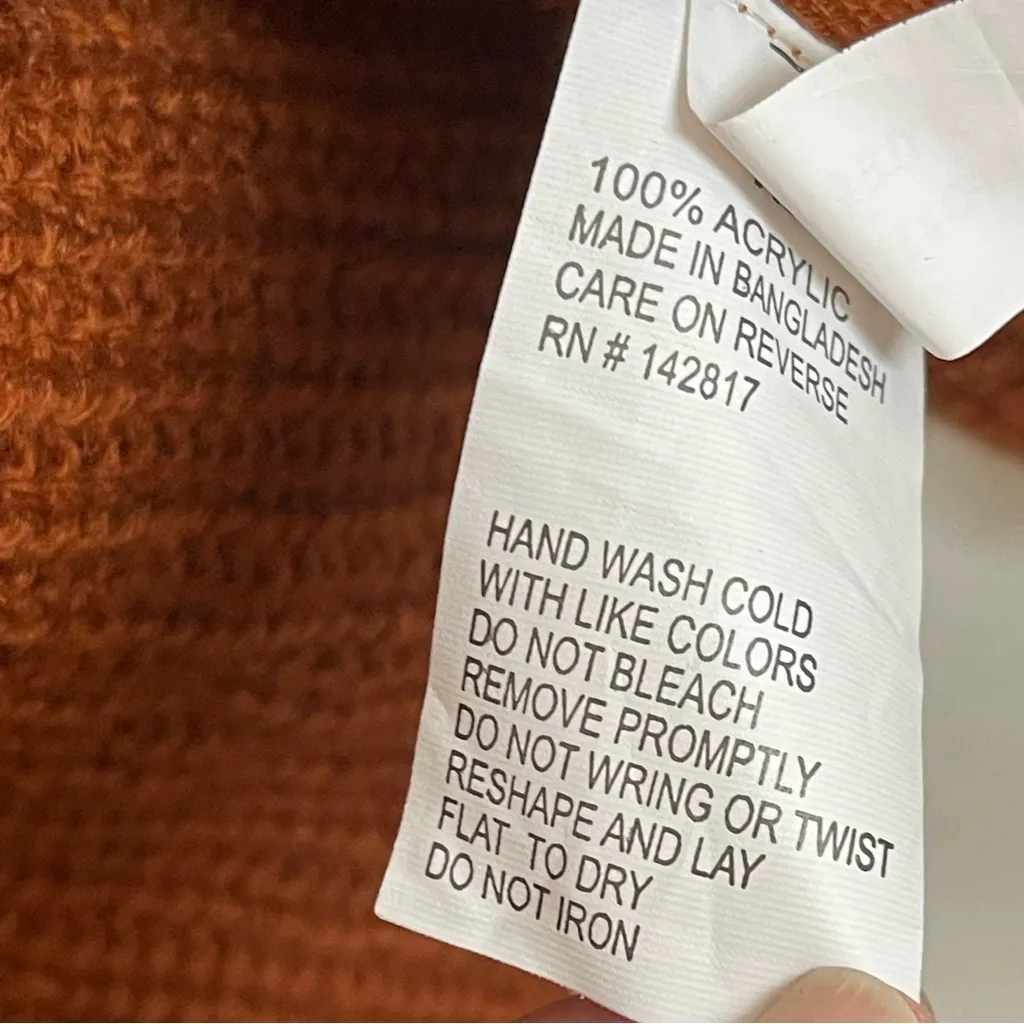 100% ACRYLIC
MADE IN BANGLADESH
CARE ON REVERSE
RN # 142817
HAND WASH COLD
WITH LIKE COLORS
DO NOT BLEACH
REMOVE PROMPTLY
DO NOT WRING OR TWIST
RESHAPE AND LAY
FLAT TO DRY
DO NOT IRON